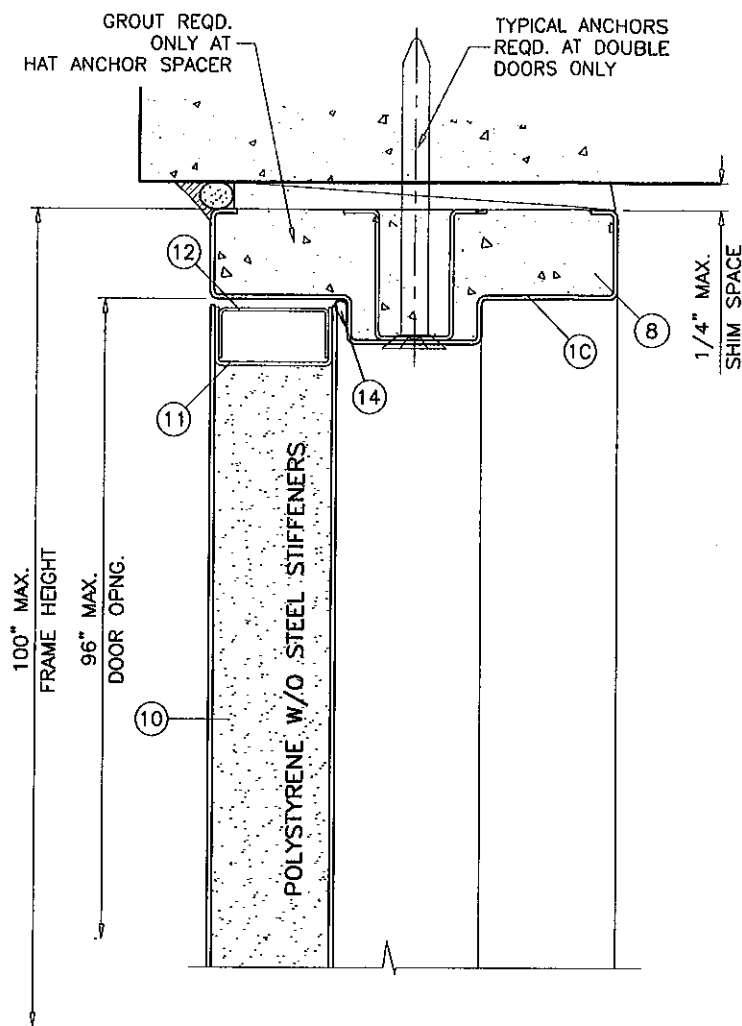 GROUT REQD.
ONLY AT
HAT ANCHOR SPACER
TYPICAL ANCHORS
REQD. AT DOUBLE
DOORS ONLY
12
8
1C
14
11
1/4" MAX.
SHIM SPACE
100" MAX.
FRAME HEIGHT
96" MAX.
DOOR OPNG.
10
POLYSTYRENE W/O STEEL STIFFENERS